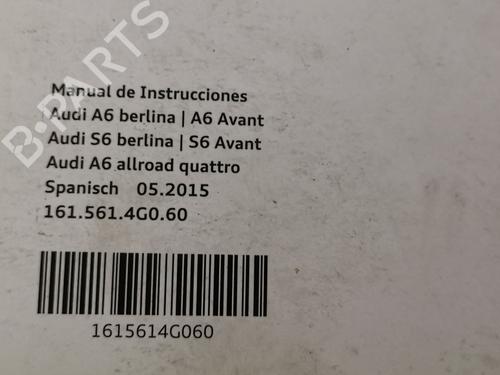 B-PARTS
Manual de Instrucciones
Audi A6 berlina | A6 Avant
Audi S6 berlina | S6 Avant
Audi A6 allroad quattro
Spanisch 05.2015
161.561.4G0.60
1615614G060